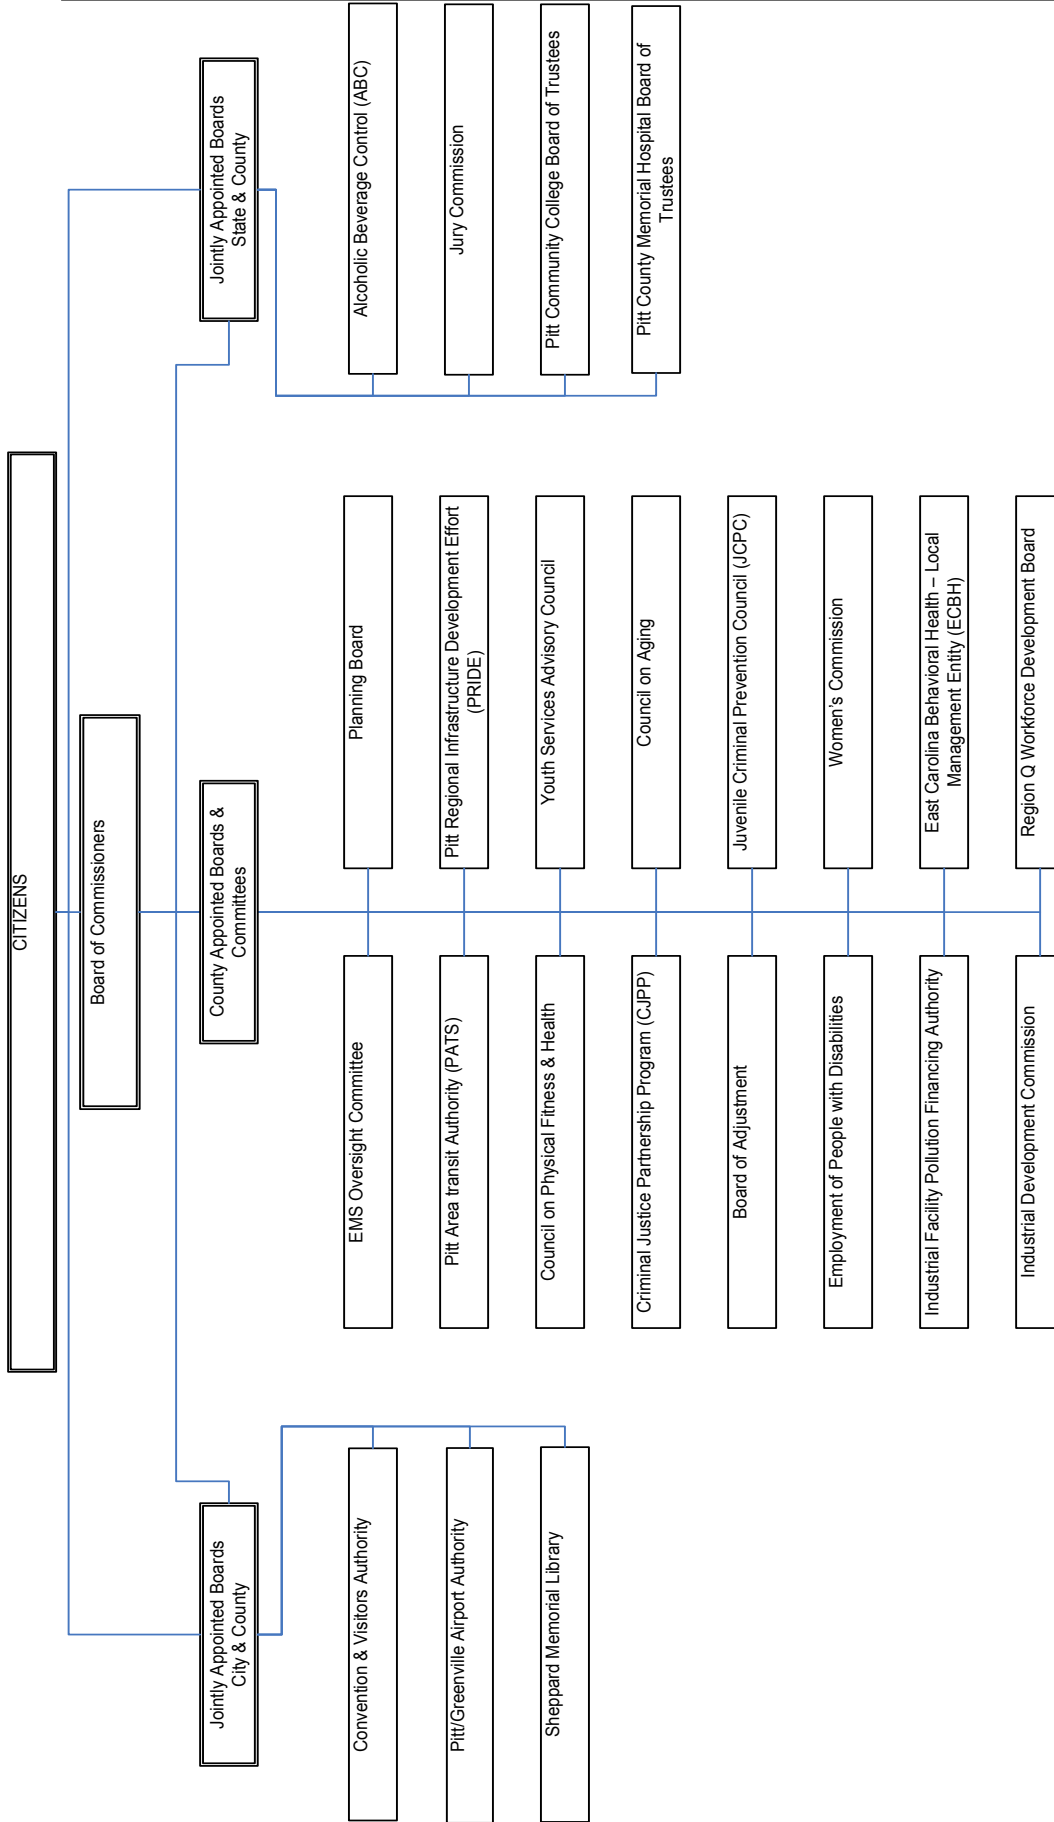 CITIZENS
Board of Commissioners
Jointly Appointed Boards
City & County
County Appointed Boards &
Committees
Jointly Appointed Boards
State & County
Convention & Visitors Authority
Pitt/Greenville Airport Authority
Sheppard Memorial Library
EMS Oversight Committee
Pitt Area transit Authority (PATS)
Council on Physical Fitness & Health
Criminal Justice Partnership Program (CJPP)
Board of Adjustment
Employment of People with Disabilities
Industrial Facility Pollution Financing Authority
Industrial Development Commission
Planning Board
Pitt Regional Infrastructure Development Effort
(PRIDE)
Youth Services Advisory Council
Council on Aging
Juvenile Criminal Prevention Council (JCPC)
Women's Commission
East Carolina Behavioral Health – Local
Management Entity (ECBH)
Region Q Workforce Development Board
Alcoholic Beverage Control (ABC)
Jury Commission
Pitt Community College Board of Trustees
Pitt County Memorial Hospital Board of
Trustees